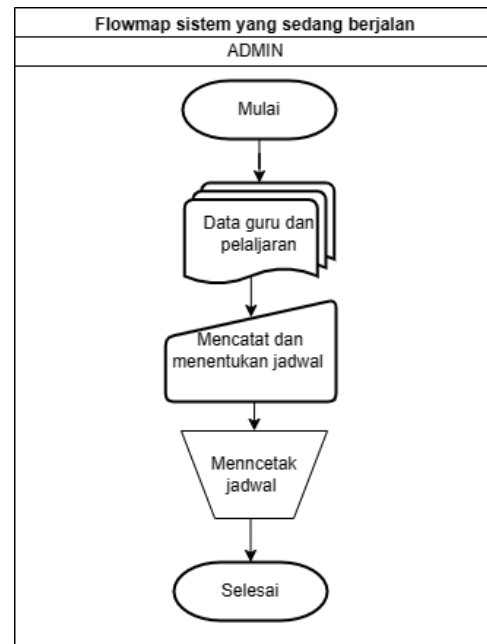 Flowmap sistem yang sedang berjalan
ADMIN
Mulai
Data guru dan
pelaljaran
Mencatat dan
menentukan jadwal
Menncetak
jadwal
Selesai